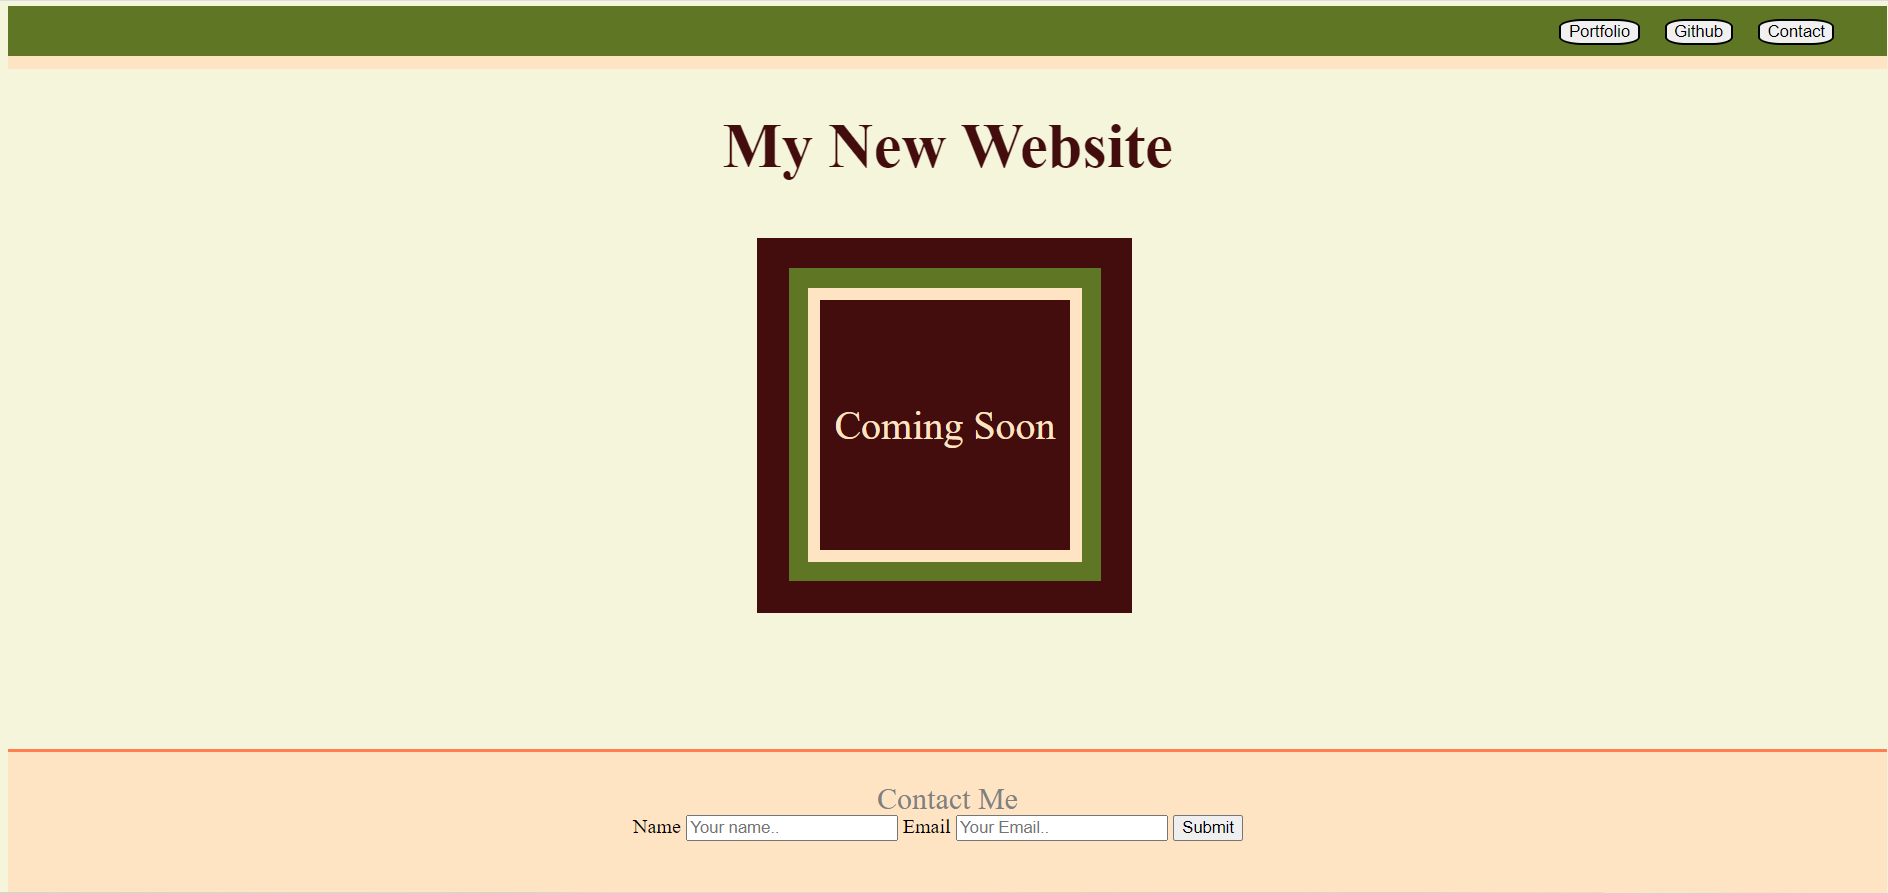 Portfolio Github Contact
My New Website
Coming Soon
Contact Me
Name Your name.. Email Your Email.. Submit